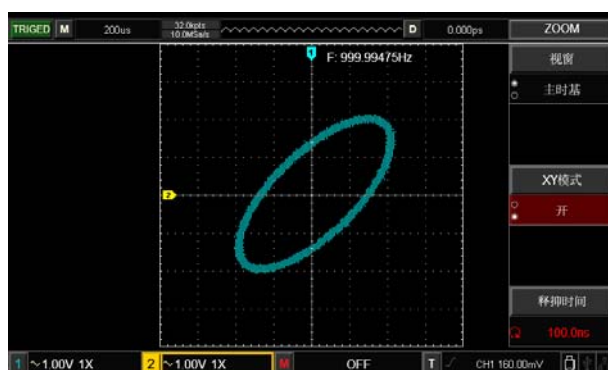 TRIGED M 200us 32.0kpts D 0.000ps ZOOM
10.0MSa/s
1 F: 999.99475Hz
视窗
主时基
XY模式
2
开
释抑时间
100.0ns
1 ~1.00V 1X 2 ~1.00V 1X M OFF T CH1 160.00mV